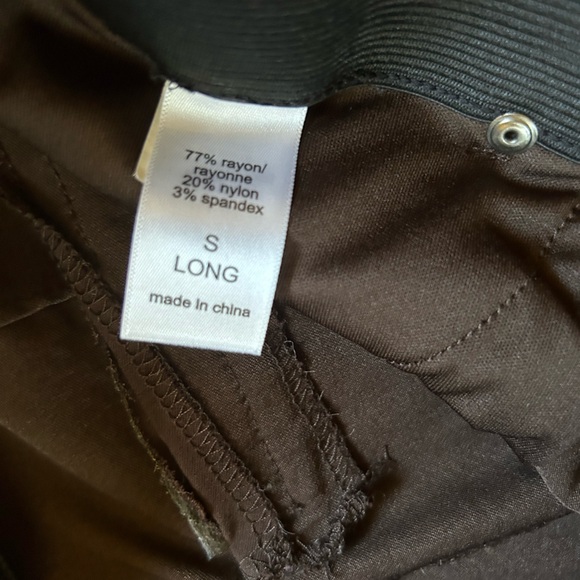 77% rayon/
rayonne
20% nylon
3% spandex
S
LONG
made in china